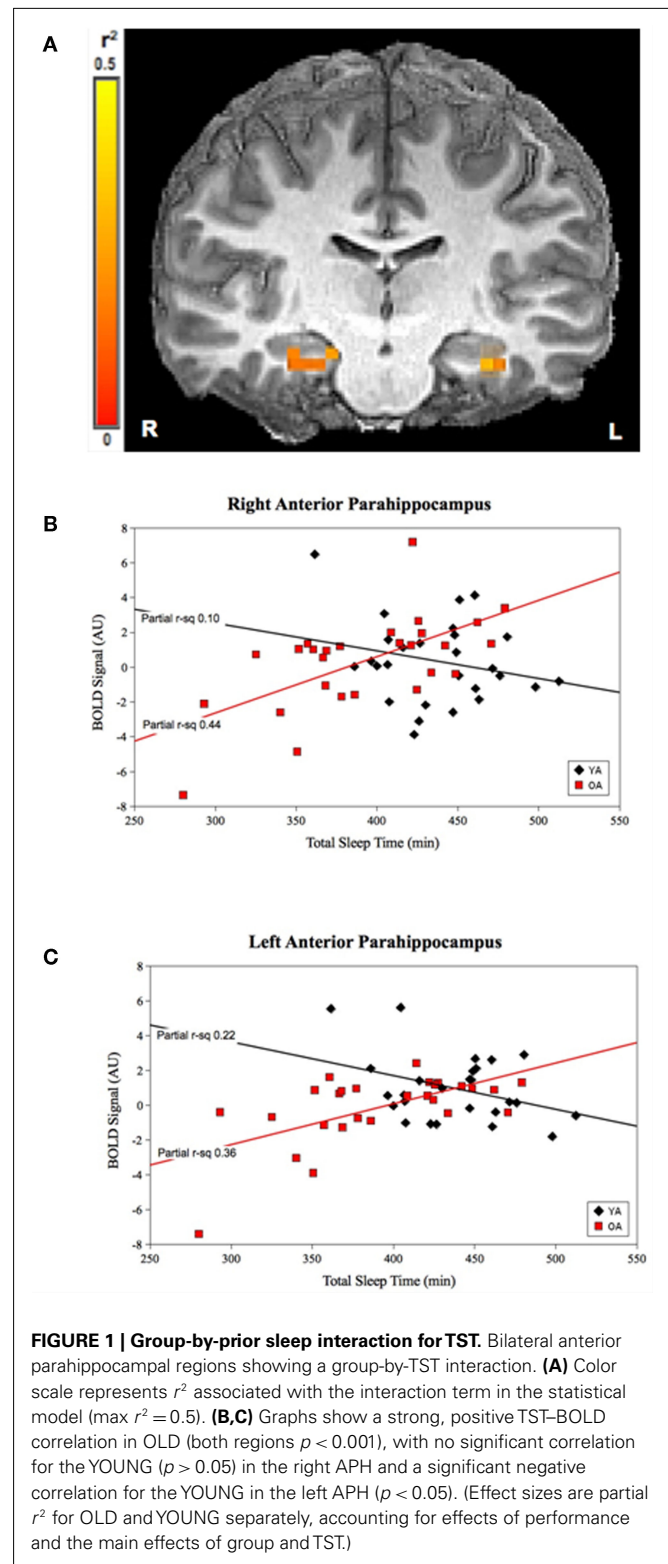 A
r²
0.5
0
R
L
B
Right Anterior Parahippocampus
8
6
4
2
0
-2
-4
-6
-8
BOLD Signal (AU)
Partial r-sq 0.10
Partial r-sq 0.44
YA
OA
250
300
350
400
450
500
550
Total Sleep Time (min)
C
Left Anterior Parahippocampus
8
6
4
2
0
-2
-4
-6
-8
BOLD Signal (AU)
Partial r-sq 0.22
Partial r-sq 0.36
YA
OA
250
300
350
400
450
500
550
Total Sleep Time (min)
FIGURE 1 | Group-by-prior sleep interaction for TST. Bilateral anterior
parahippocampal regions showing a group-by-TST interaction. (A) Color
scale represents r² associated with the interaction term in the statistical
model (max r² = 0.5). (B,C) Graphs show a strong, positive TST–BOLD
correlation in OLD (both regions p < 0.001), with no significant correlation
for the YOUNG (p > 0.05) in the right APH and a significant negative
correlation for the YOUNG in the left APH (p < 0.05). (Effect sizes are partial
r² for OLD and YOUNG separately, accounting for effects of performance
and the main effects of group and TST.)